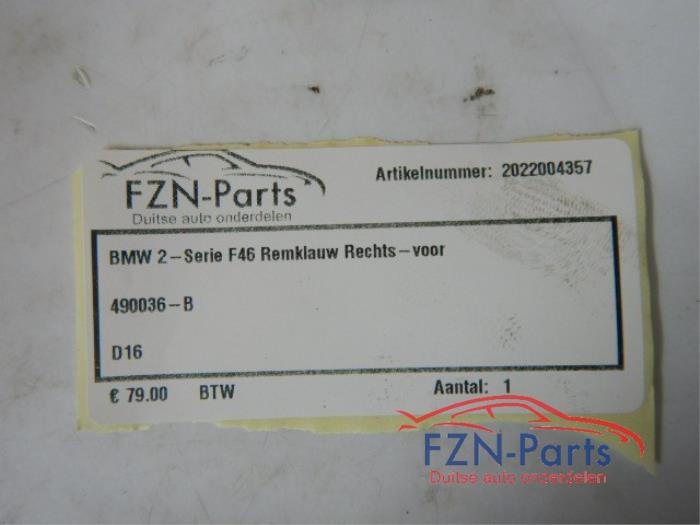 FZN-Parts
Duitse auto onderdelen
Artikelnummer: 2022004357
BMW 2-Serie F46 Remklauw Rechts-voor
490036-B
D16
€ 79.00 BTW Aantal: 1
FZN-Parts
Duitse auto onderdelen